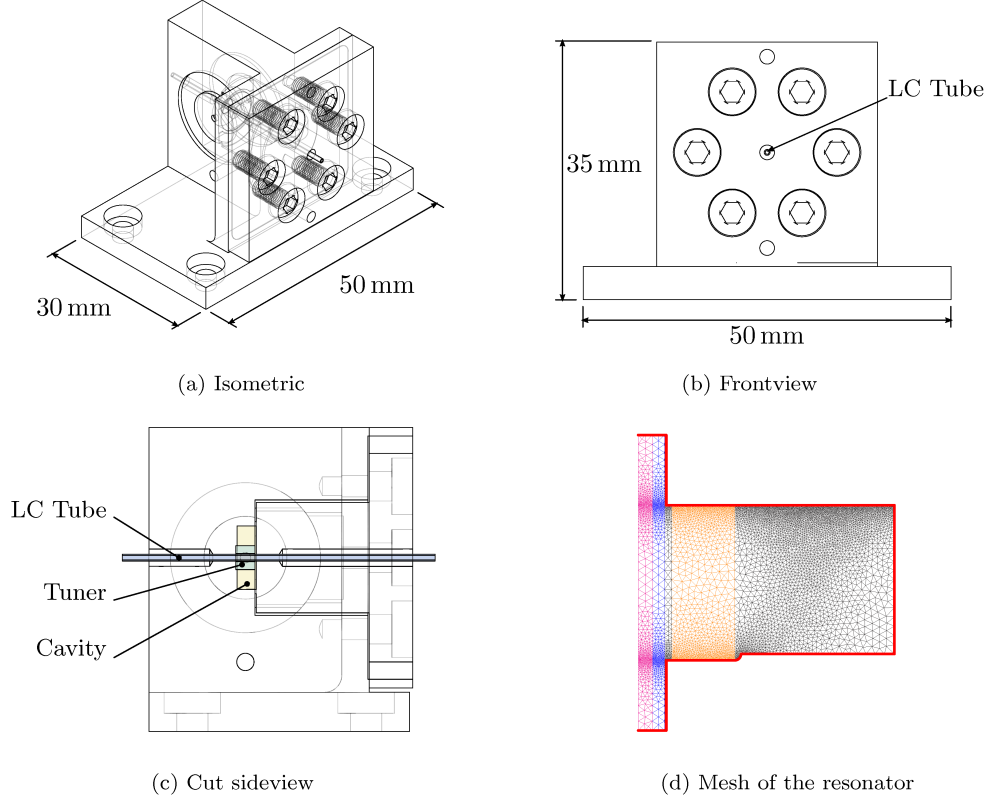 30 mm
50 mm
(a) Isometric
LC Tube
35 mm
50 mm
(b) Frontview
LC Tube
Tuner
Cavity
(c) Cut sideview
(d) Mesh of the resonator